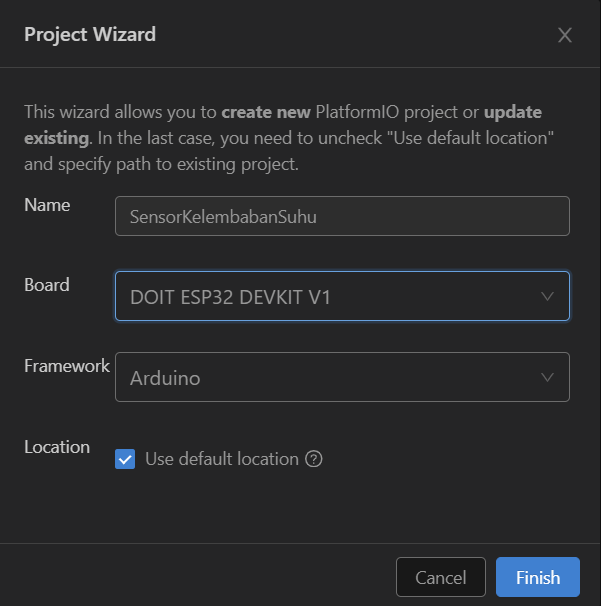 Project Wizard
This wizard allows you to create new PlatformIO project or update
existing. In the last case, you need to uncheck "Use default location"
and specify path to existing project.
Name
SensorKelembabanSuhu
Board
DOIT ESP32 DEVKIT V1
Framework
Arduino
Location
Use default location
Cancel
Finish